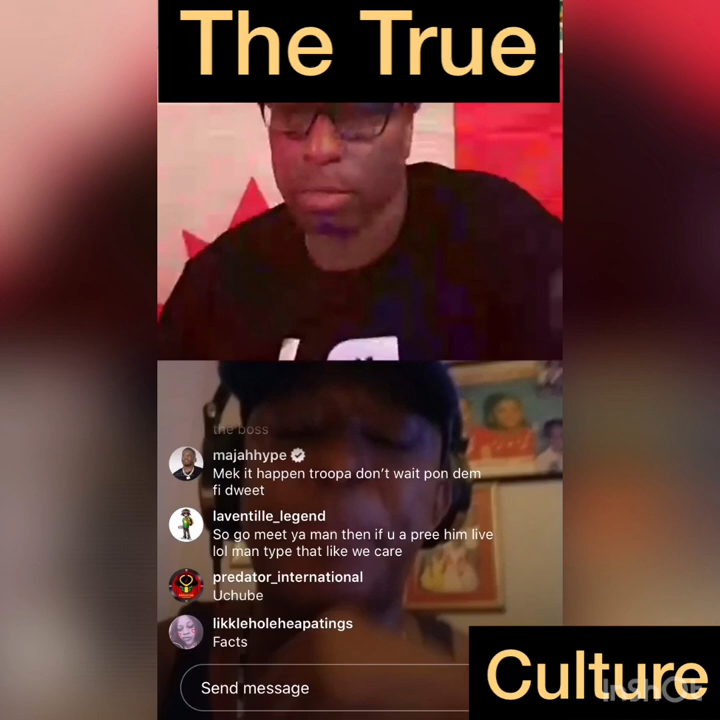 The True
the boss
majahhype
Mek it happen troopa don't wait pon dem
fi dweet
laventille_legend
So go meet ya man then if u a pree him live
lol man type that like we care
predator_international
Uchube
likkleholeheapatings
Facts
Send message
Culture
InShOt